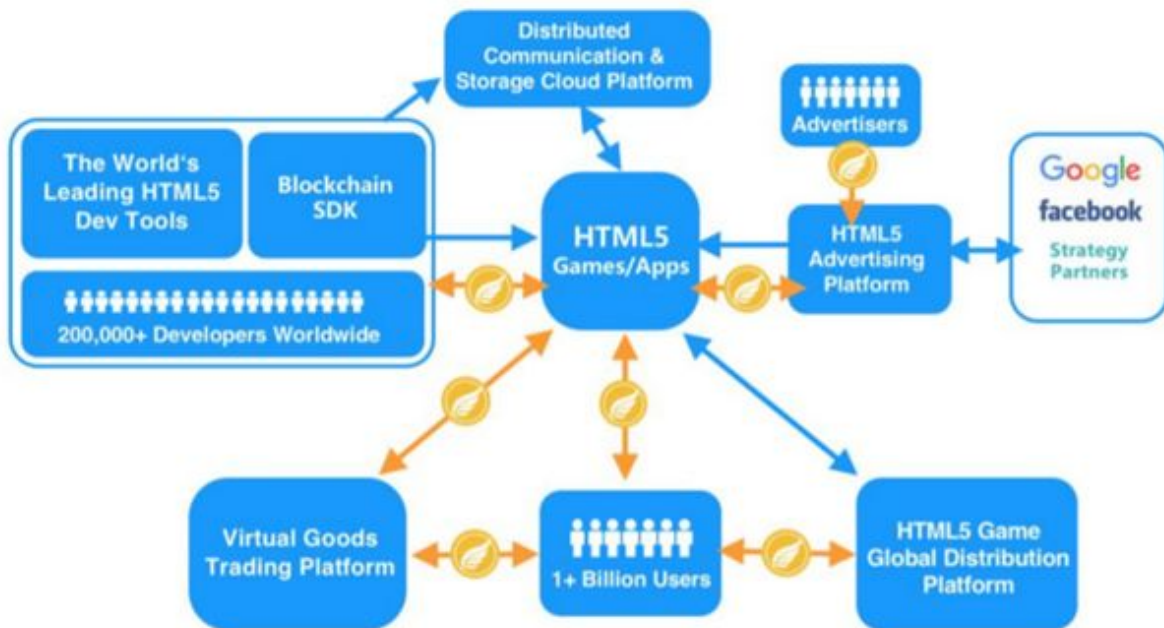 Distributed
Communication &
Storage Cloud Platform
Advertisers
The World's
Leading HTML5
Dev Tools
Blockchain
SDK
Google
facebook
Strategy
Partners
HTML5
Games/Apps
HTML5
Advertising
Platform
200,000+ Developers Worldwide
Virtual Goods
Trading Platform
1+ Billion Users
HTML5 Game
Global Distribution
Platform